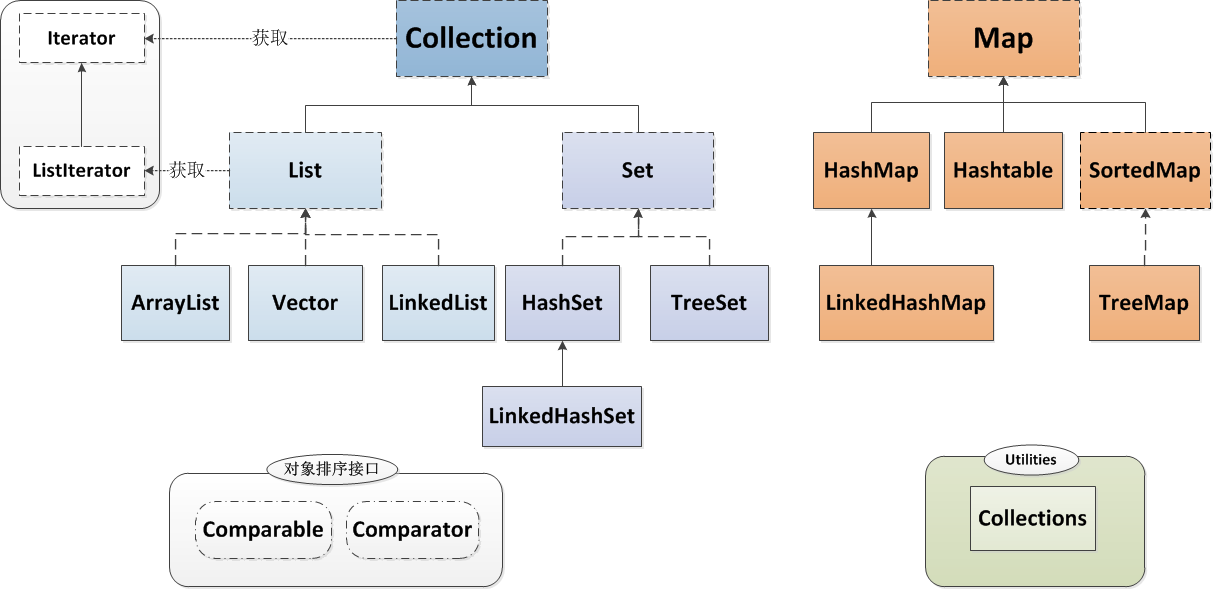 Iterator
获取
Collection
Map
ListIterator
获取
List
Set
HashMap
Hashtable
SortedMap
ArrayList
Vector
LinkedList
HashSet
TreeSet
LinkedHashMap
TreeMap
LinkedHashSet
对象排序接口
Comparable
Comparator
Utilities
Collections